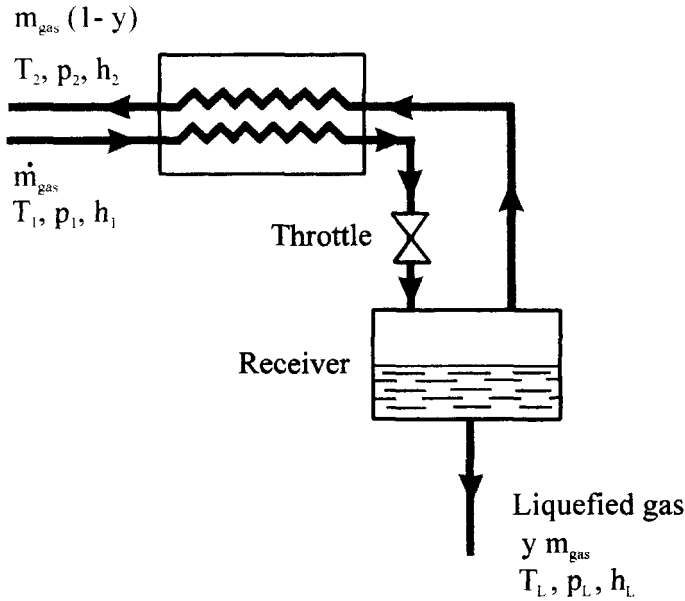 m_gas (1- y)
T_2, p_2, h_2
ṁ_gas
T_1, p_1, h_1
Throttle
Receiver
Liquefied gas
y m_gas
T_L, p_L, h_L